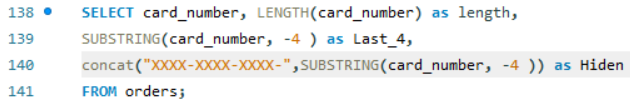 138 SELECT card_number, LENGTH(card_number) as length,
139 SUBSTRING(card_number, -4 ) as Last_4,
140 concat("XXXX-XXXX-XXXX-",SUBSTRING(card_number, -4 )) as Hiden
141 FROM orders;